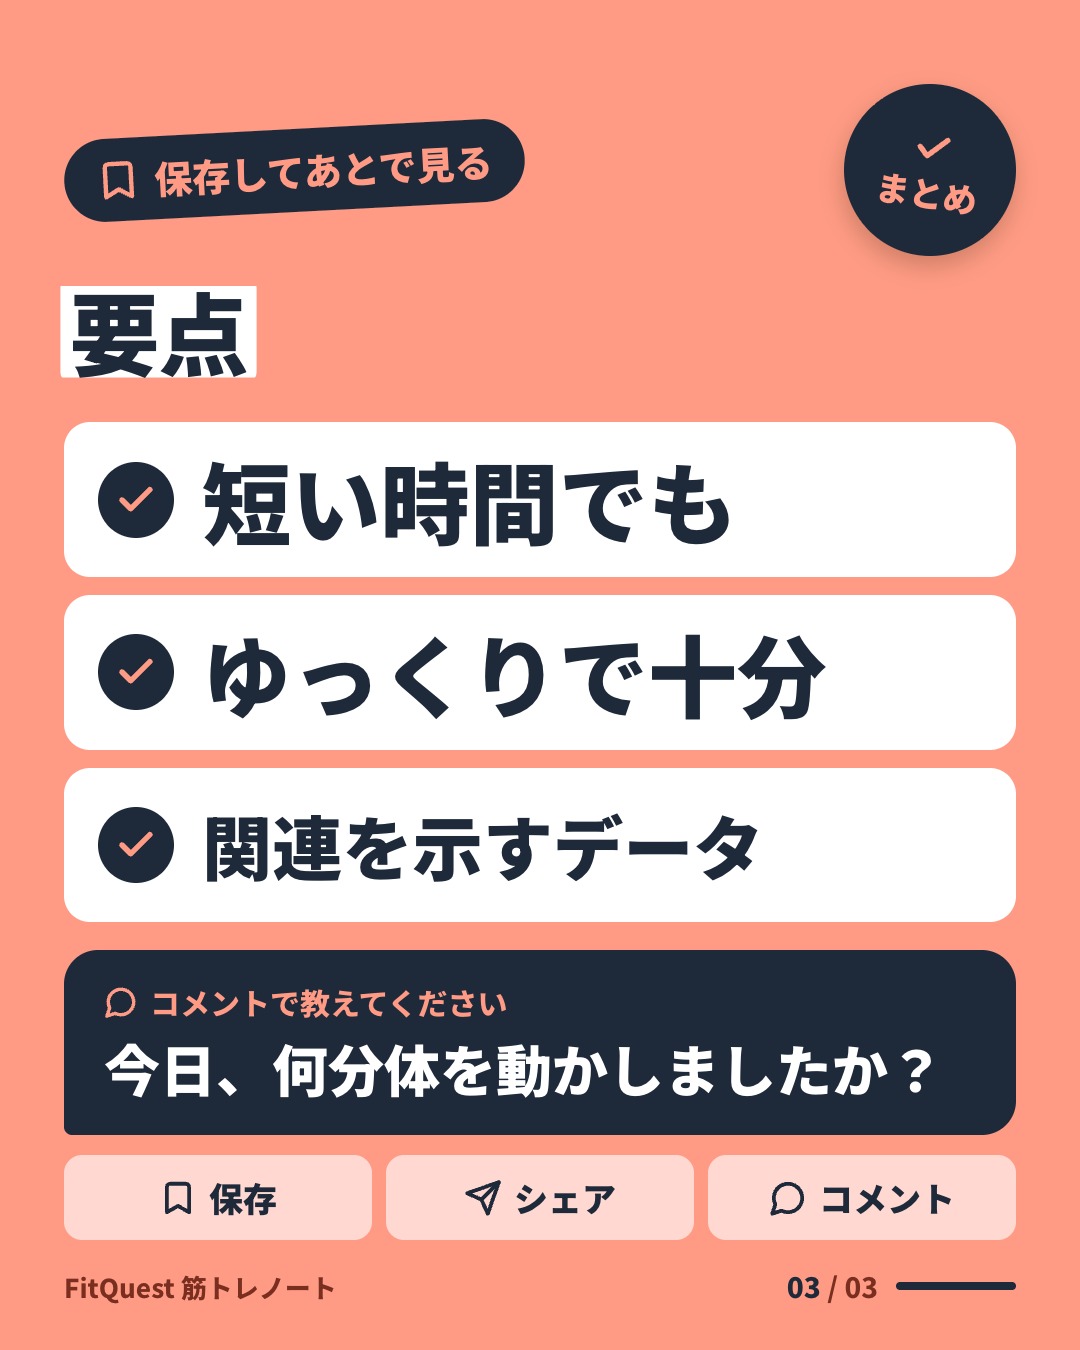 保存してあとで見る
まとめ
要点
短い時間でも
ゆっくりで十分
関連を示すデータ
コメントで教えてください
今日、何分体を動かしましたか？
保存
シェア
コメント
FitQuest 筋トレノート
03 / 03